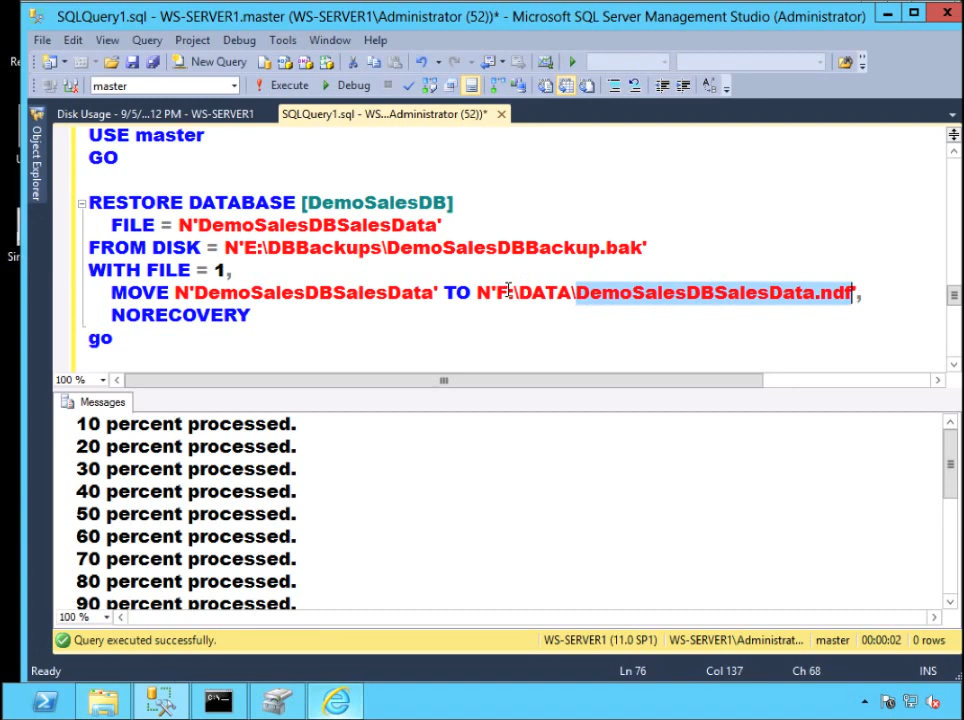 SQLQuery1.sql - WS-SERVER1.master (WS-SERVER1\Administrator (52))* - Microsoft SQL Server Management Studio (Administrator)
File Edit View Query Project Debug Tools Window Help
New Query
master Execute Debug
Disk Usage - 9/5/...12 PM - WS-SERVER1 SQLQuery1.sql - WS...Administrator (52))*
Object Explorer
USE master
GO
RESTORE DATABASE [DemoSalesDB]
FILE = N'DemoSalesDBSalesData'
FROM DISK = N'E:\DBBackups\DemoSalesDBBackup.bak'
WITH FILE = 1,
MOVE N'DemoSalesDBSalesData' TO N'F:\DATA\DemoSalesDBSalesData.ndf',
NORECOVERY
go
100 %
Messages
10 percent processed.
20 percent processed.
30 percent processed.
40 percent processed.
50 percent processed.
60 percent processed.
70 percent processed.
80 percent processed.
90 percent processed.
100 %
Query executed successfully. WS-SERVER1 (11.0 SP1) WS-SERVER1\Administrat... master 00:00:02 0 rows
Ready Ln 76 Col 137 Ch 68 INS